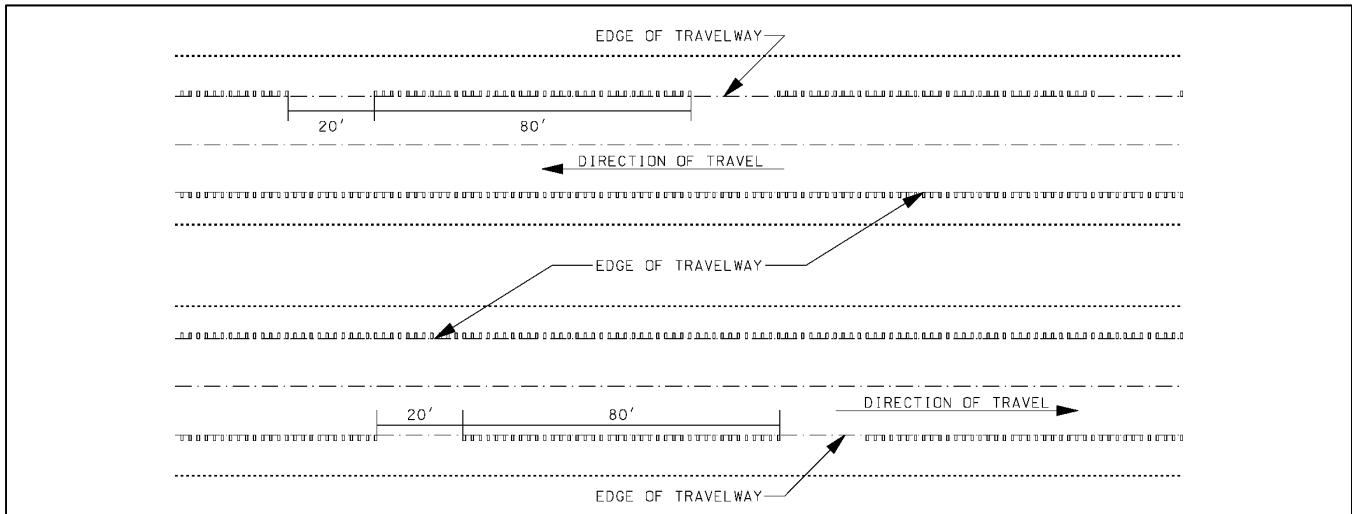 EDGE OF TRAVELWAY
20' 80'
DIRECTION OF TRAVEL
EDGE OF TRAVELWAY
DIRECTION OF TRAVEL
20' 80'
EDGE OF TRAVELWAY